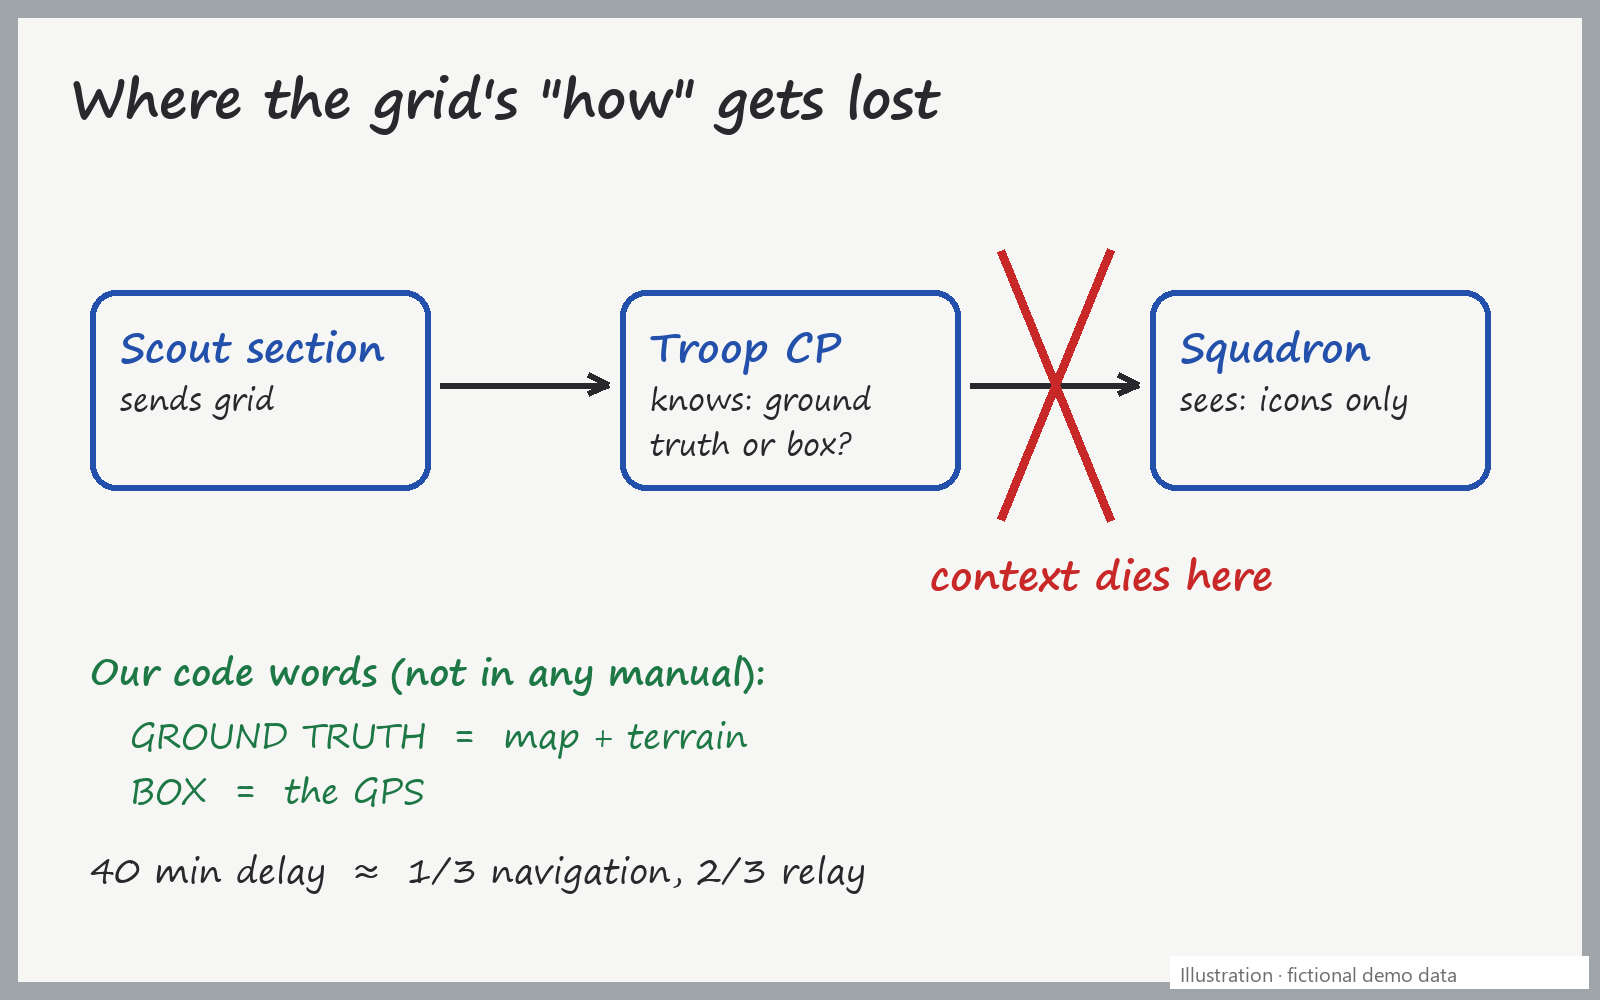 Where the grid's "how" gets lost
Scout section
sends grid
Troop CP
knows: ground
truth or box?
Squadron
sees: icons only
context dies here
Our code words (not in any manual):
GROUND TRUTH = map + terrain
BOX = the GPS
40 min delay ≈ 1/3 navigation, 2/3 relay
Illustration · fictional demo data